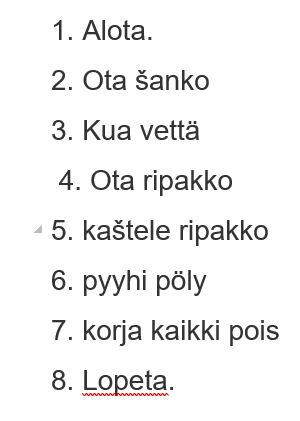 1. Alota.
2. Ota šanko
3. Kua vettä
4. Ota ripakko
5. kaštele ripakko
6. pyyhi pöly
7. korja kaikki pois
8. Lopeta.